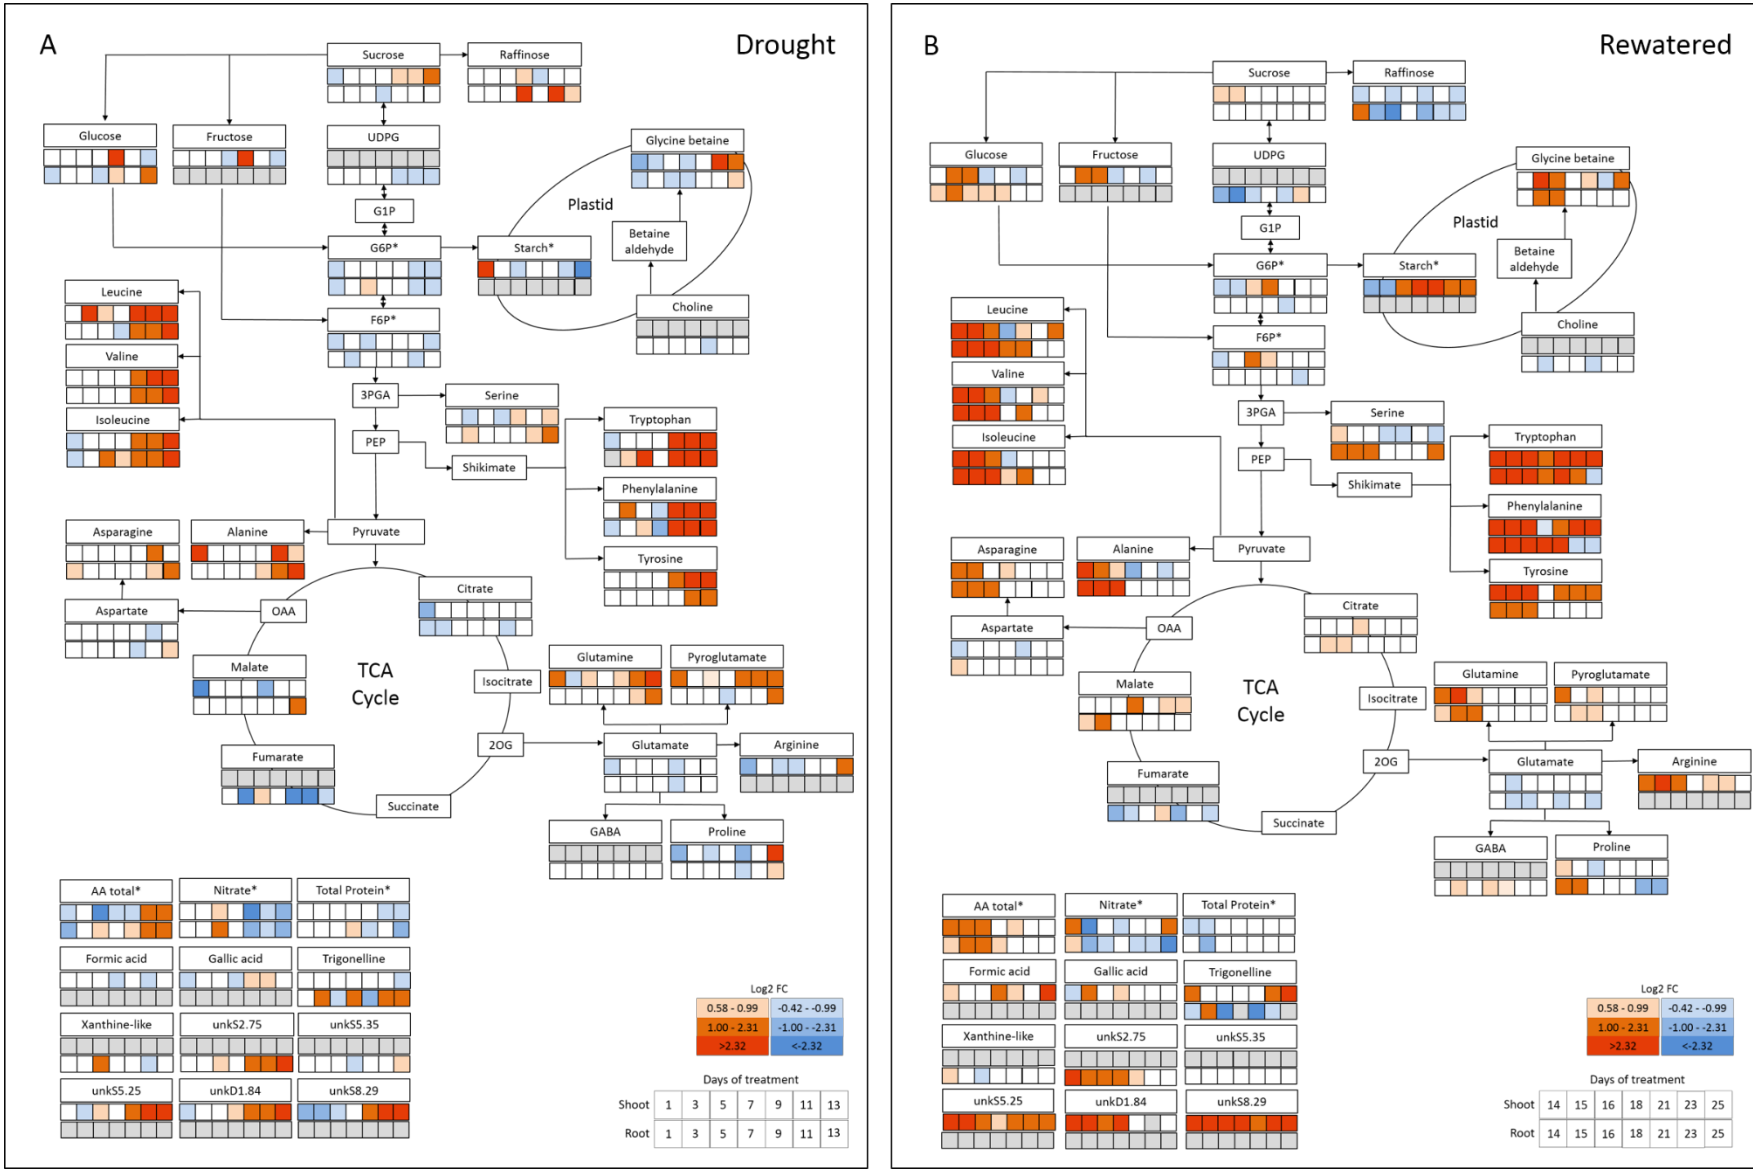 A
Drought
Sucrose
Raffinose
Glucose
Fructose
UDPG
Glycine betaine
G1P
Plastid
G6P*
Starch*
Betaine
aldehyde
Leucine
F6P*
Choline
Valine
3PGA
Serine
Isoleucine
PEP
Tryptophan
Shikimate
Phenylalanine
Asparagine
Alanine
Pyruvate
Tyrosine
Citrate
Aspartate
OAA
Malate
TCA
Cycle
Isocitrate
Glutamine
Pyroglutamate
2OG
Glutamate
Arginine
Fumarate
Succinate
GABA
Proline
AA total*
Nitrate*
Total Protein*
Formic acid
Gallic acid
Trigonelline
Xanthine-like
unkS2.75
unkS5.35
unkS5.25
unkD1.84
unkS8.29
Log2 FC
0.58 - 0.99
-0.42 - -0.99
1.00 - 2.31
-1.00 - -2.31
>2.32
<-2.32
Days of treatment
Shoot 1 3 5 7 9 11 13
Root 1 3 5 7 9 11 13
B
Rewatered
Sucrose
Raffinose
Glucose
Fructose
UDPG
Glycine betaine
G1P
Plastid
G6P*
Starch*
Betaine
aldehyde
Leucine
F6P*
Choline
Valine
3PGA
Serine
Isoleucine
PEP
Tryptophan
Shikimate
Phenylalanine
Asparagine
Alanine
Pyruvate
Tyrosine
Citrate
Aspartate
OAA
Malate
TCA
Cycle
Isocitrate
Glutamine
Pyroglutamate
2OG
Glutamate
Arginine
Fumarate
Succinate
GABA
Proline
AA total*
Nitrate*
Total Protein*
Formic acid
Gallic acid
Trigonelline
Xanthine-like
unkS2.75
unkS5.35
unkS5.25
unkD1.84
unkS8.29
Log2 FC
0.58 - 0.99
-0.42 - -0.99
1.00 - 2.31
-1.00 - -2.31
>2.32
<-2.32
Days of treatment
Shoot 14 15 16 18 21 23 25
Root 14 15 16 18 21 23 25